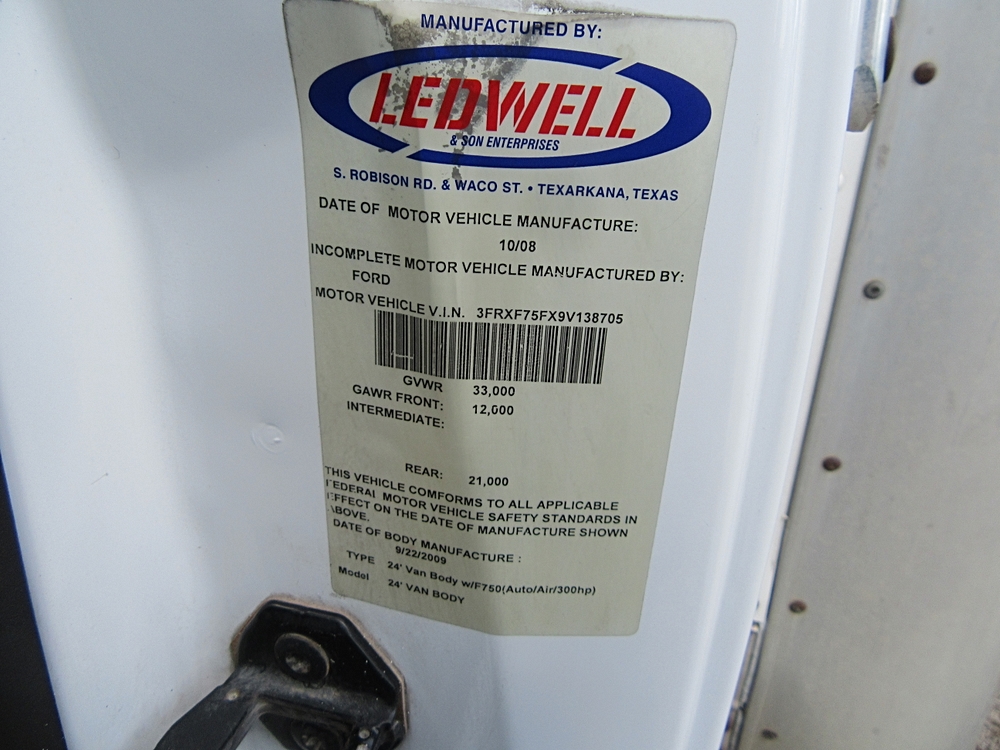 MANUFACTURED BY:
LEDWELL
& SON ENTERPRISES
S. ROBISON RD. & WACO ST. • TEXARKANA, TEXAS
DATE OF MOTOR VEHICLE MANUFACTURE:
10/08
INCOMPLETE MOTOR VEHICLE MANUFACTURED BY:
FORD
MOTOR VEHICLE V.I.N. 3FRXF75FX9V138705
GVWR 33,000
GAWR FRONT: 12,000
INTERMEDIATE:
REAR: 21,000
THIS VEHICLE COMFORMS TO ALL APPLICABLE
FEDERAL MOTOR VEHICLE SAFETY STANDARDS IN
EFFECT ON THE DATE OF MANUFACTURE SHOWN
ABOVE.
DATE OF BODY MANUFACTURE :
9/22/2009
TYPE 24' Van Body w/F750(Auto/Air/300hp)
Model 24' VAN BODY